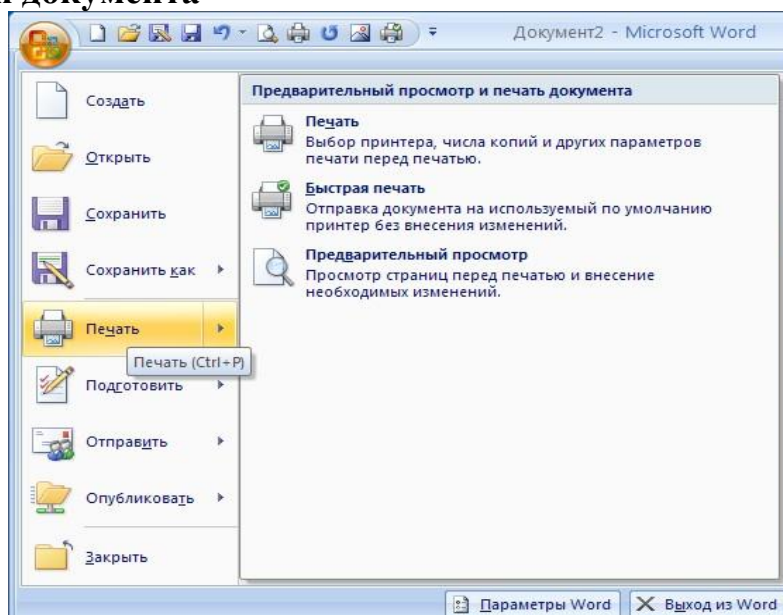 документа
Документ2 - Microsoft Word
Создать
Открыть
Сохранить
Сохранить как
Печать
Печать (Ctrl+P)
Подготовить
Отправить
Опубликовать
Закрыть
Предварительный просмотр и печать документа
Печать
Выбор принтера, числа копий и других параметров
печати перед печатью.
Быстрая печать
Отправка документа на используемый по умолчанию
принтер без внесения изменений.
Предварительный просмотр
Просмотр страниц перед печатью и внесение
необходимых изменений.
Параметры Word
Выход из Word